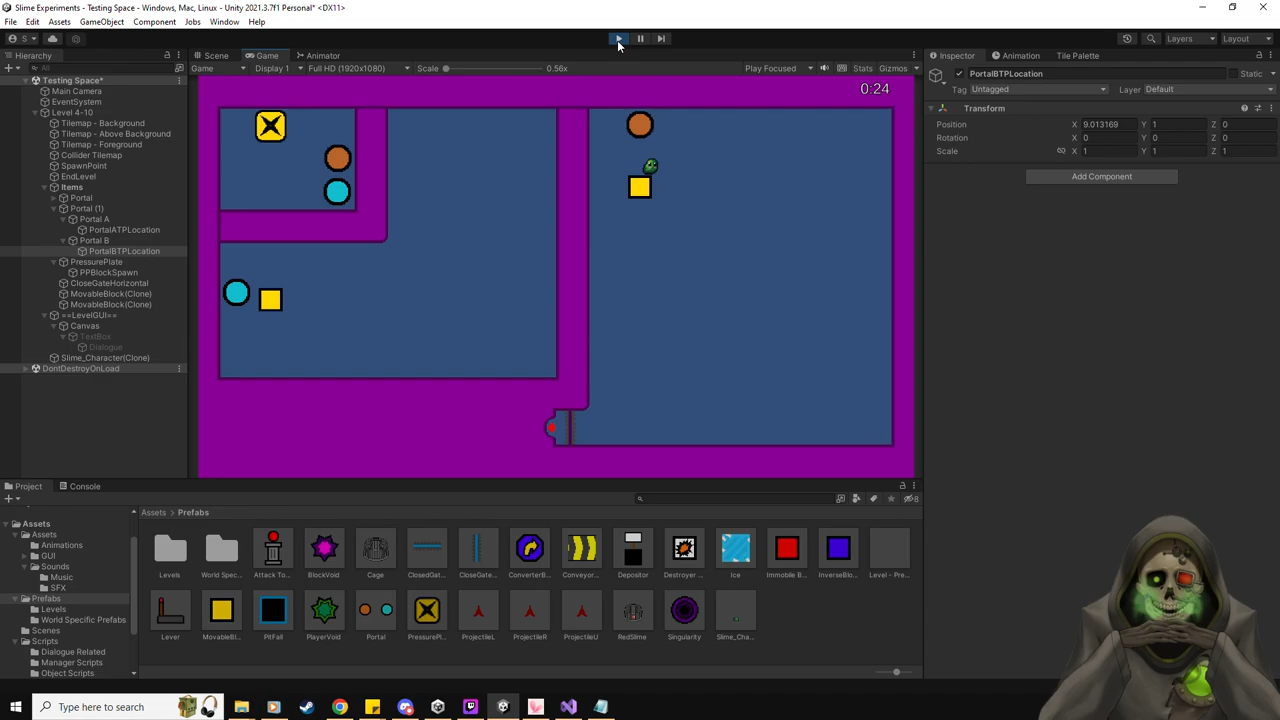 Slime Experiments - Testing Space - Windows, Mac, Linux - Unity 2021.3.7f1 Personal* <DX11>
File Edit Assets GameObject Component Jobs Window Help
S
Layers Layout
Hierarchy
All
Testing Space*
Main Camera
EventSystem
Level 4-10
Tilemap - Background
Tilemap - Above Background
Tilemap - Foreground
Collider Tilemap
SpawnPoint
EndLevel
Items
Portal
Portal (1)
Portal A
PortalATPLocation
Portal B
PortalBTPLocation
PressurePlate
PPBlockSpawn
CloseGateHorizontal
MovableBlock(Clone)
MovableBlock(Clone)
==LevelGUI==
Canvas
TextBox
Dialogue
Slime_Character(Clone)
DontDestroyOnLoad
Scene Game Animator
Game Display 1 Full HD (1920x1080) Scale 0.56x Play Focused Stats Gizmos
0:24
Inspector Animation Tile Palette
PortalBTPLocation Static
Tag Untagged Layer Default
Transform
Position X 9.013169 Y 1 Z 0
Rotation X 0 Y 0 Z 0
Scale X 1 Y 1 Z 1
Add Component
Project Console
8
Assets
Assets
Animations
GUI
Sounds
Music
SFX
Prefabs
Levels
World Specific Prefabs
Scenes
Scripts
Dialogue Related
Manager Scripts
Object Scripts
Assets > Prefabs
Levels World Spec... Attack To... BlockVoid Cage ClosedGat... CloseGate... ConverterB... Conveyor... Depositor Destroyer ... Ice Immobile B... InverseBlo... Level - Pre...
Lever MovableBl... PitFall PlayerVoid Portal PressurePl... ProjectileL ProjectileR ProjectileU RedSlime Singularity Slime_Cha...
Type here to search